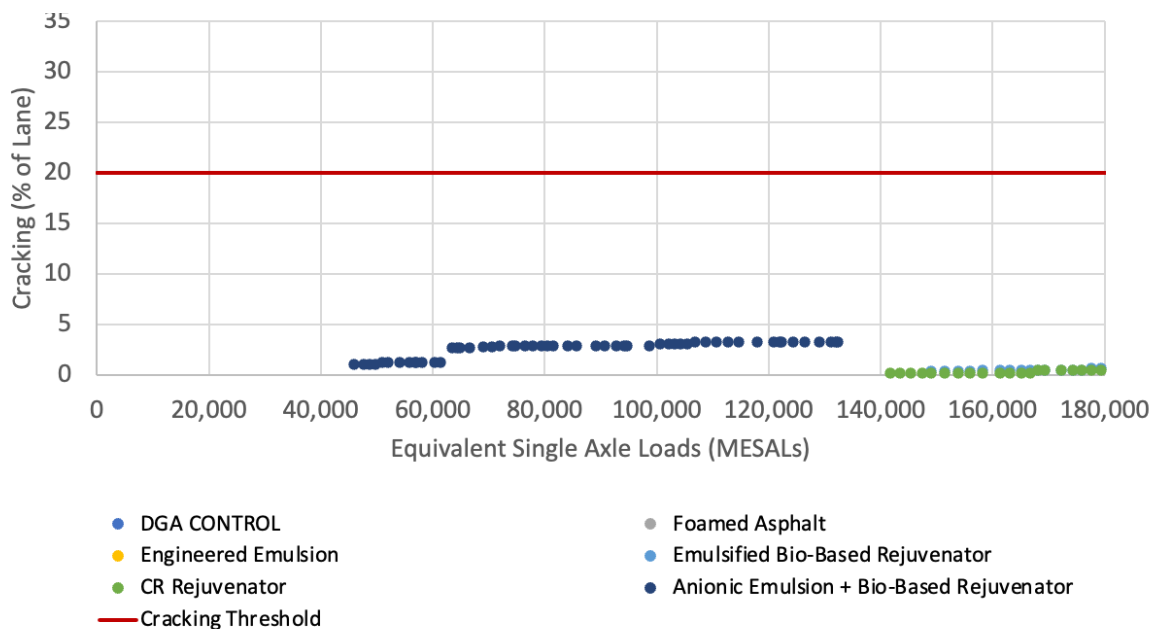 35
30
25
20
15
10
5
0
Cracking (% of Lane)
0 20,000 40,000 60,000 80,000 100,000 120,000 140,000 160,000 180,000
Equivalent Single Axle Loads (MESALs)
DGA CONTROL Foamed Asphalt
Engineered Emulsion Emulsified Bio-Based Rejuvenator
CR Rejuvenator Anionic Emulsion + Bio-Based Rejuvenator
Cracking Threshold